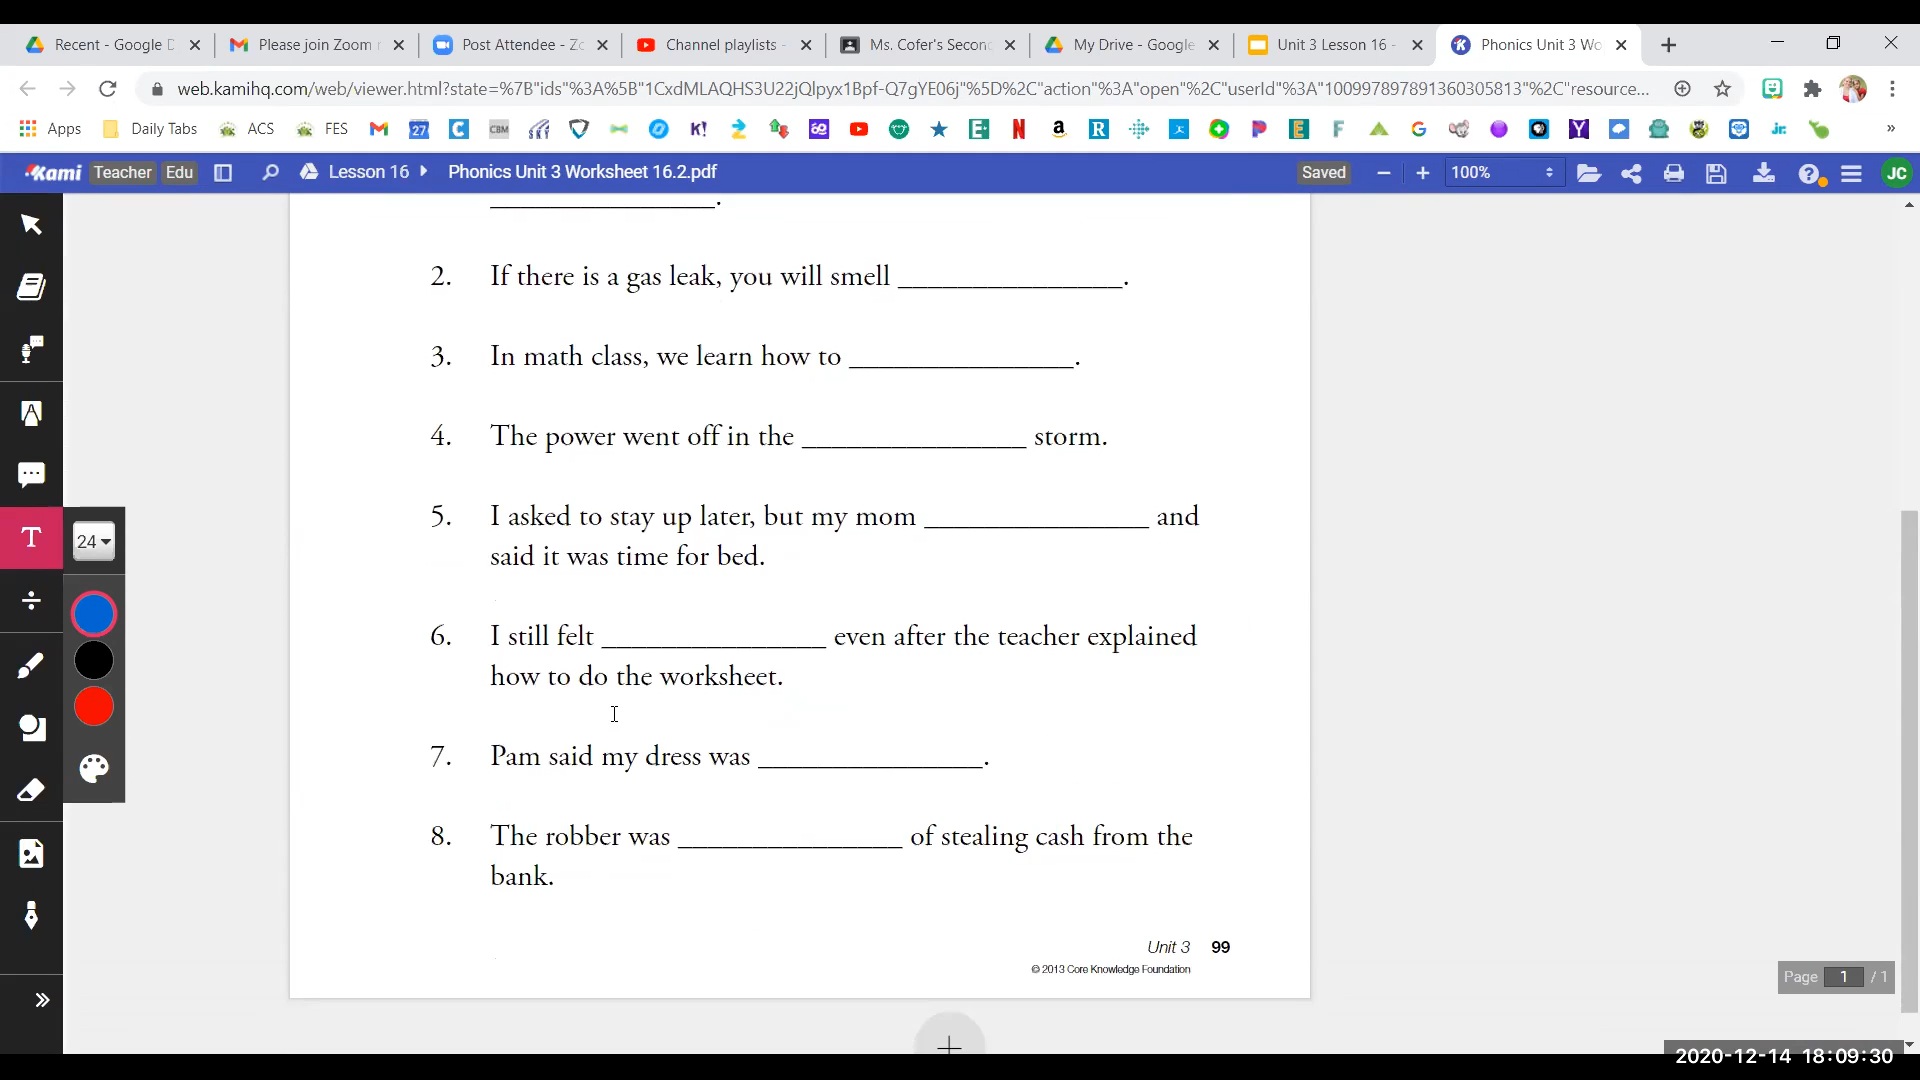 Recent - Google D
Please join Zoom
Post Attendee - Zo
Channel playlists -
Ms. Cofer's Secon
My Drive - Google
Unit 3 Lesson 16 -
Phonics Unit 3 Wo
web.kamihq.com/web/viewer.html?state=%7B"ids"%3A%5B"1CxdMLAQHS3U22jQlpyx1Bpf-Q7gYE06j"%5D%2C"action"%3A"open"%2C"userId"%3A"100997897891360305813"%2C"resource...
Apps Daily Tabs ACS FES
Kami Teacher Edu Lesson 16 Phonics Unit 3 Worksheet 16.2.pdf Saved 100% JC
_______________.
2. If there is a gas leak, you will smell _______________.
3. In math class, we learn how to _______________.
4. The power went off in the _______________ storm.
5. I asked to stay up later, but my mom _______________ and
said it was time for bed.
6. I still felt _______________ even after the teacher explained
how to do the worksheet.
7. Pam said my dress was _______________.
8. The robber was _______________ of stealing cash from the
bank.
24
Unit 3 99
© 2013 Core Knowledge Foundation
Page 1 / 1
2020-12-14 18:09:30